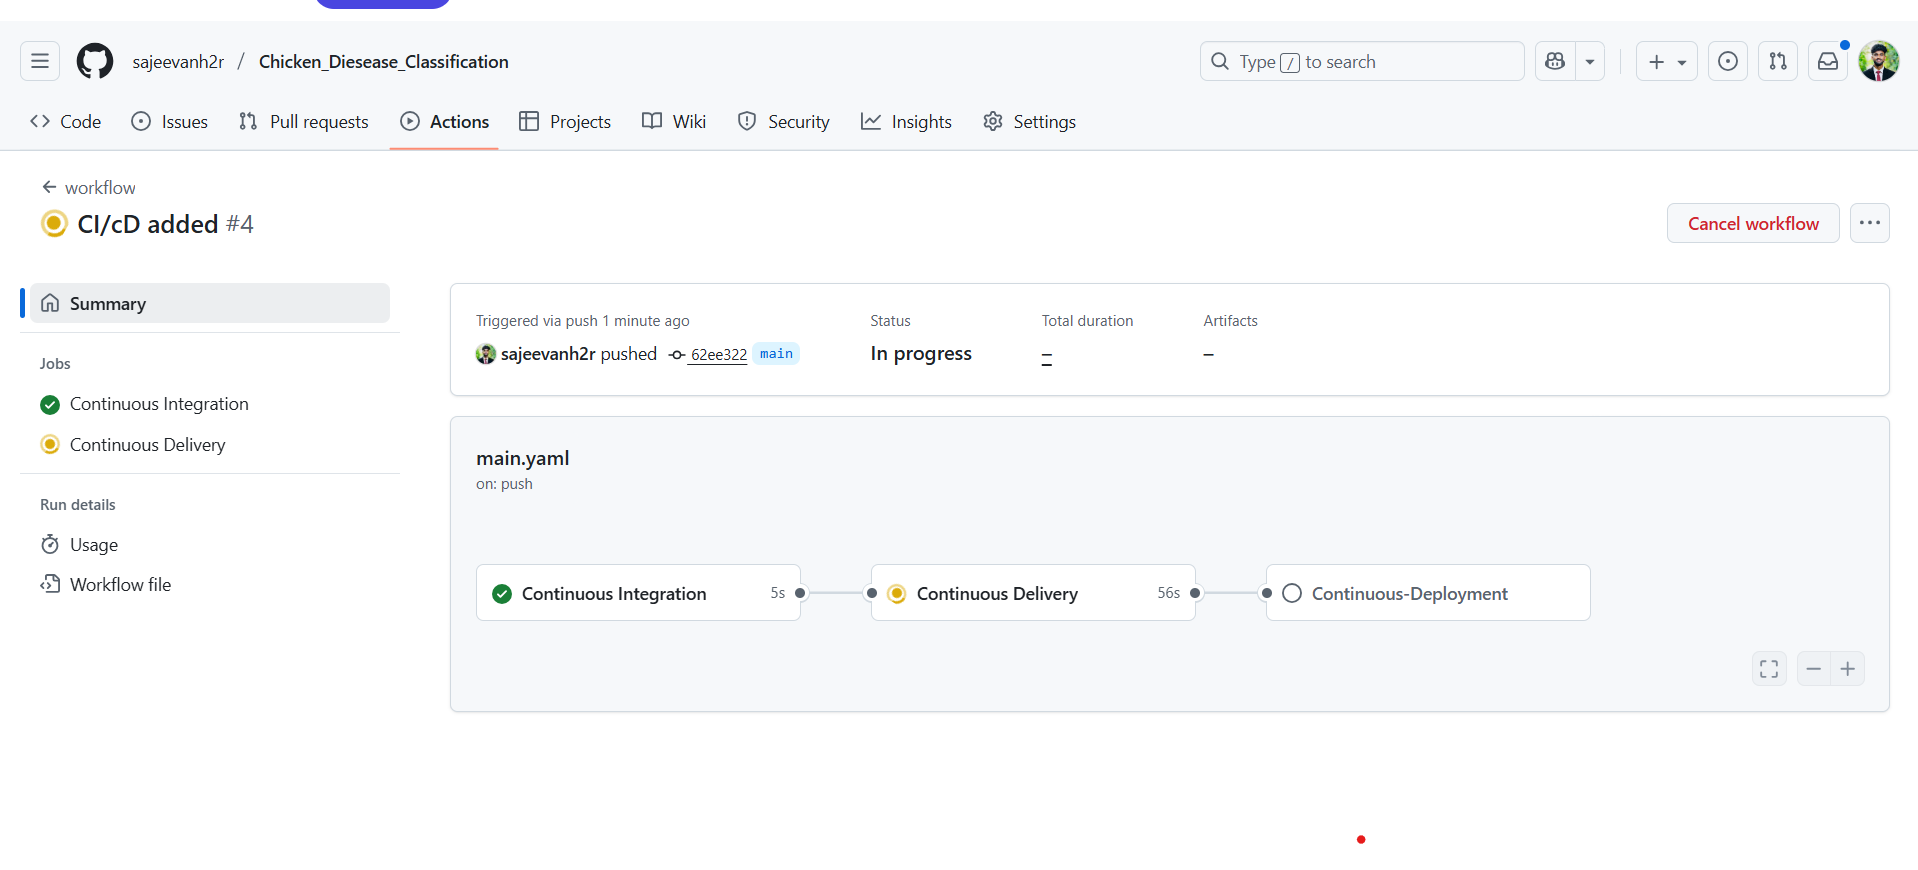 sajeevanh2r / Chicken_Diesease_Classification
Type / to search
Code
Issues
Pull requests
Actions
Projects
Wiki
Security
Insights
Settings
workflow
CI/cD added #4
Cancel workflow
Summary
Jobs
Continuous Integration
Continuous Delivery
Run details
Usage
Workflow file
Triggered via push 1 minute ago
sajeevanh2r pushed 62ee322 main
Status
In progress
Total duration
–
Artifacts
–
main.yaml
on: push
Continuous Integration 5s
Continuous Delivery 56s
Continuous-Deployment